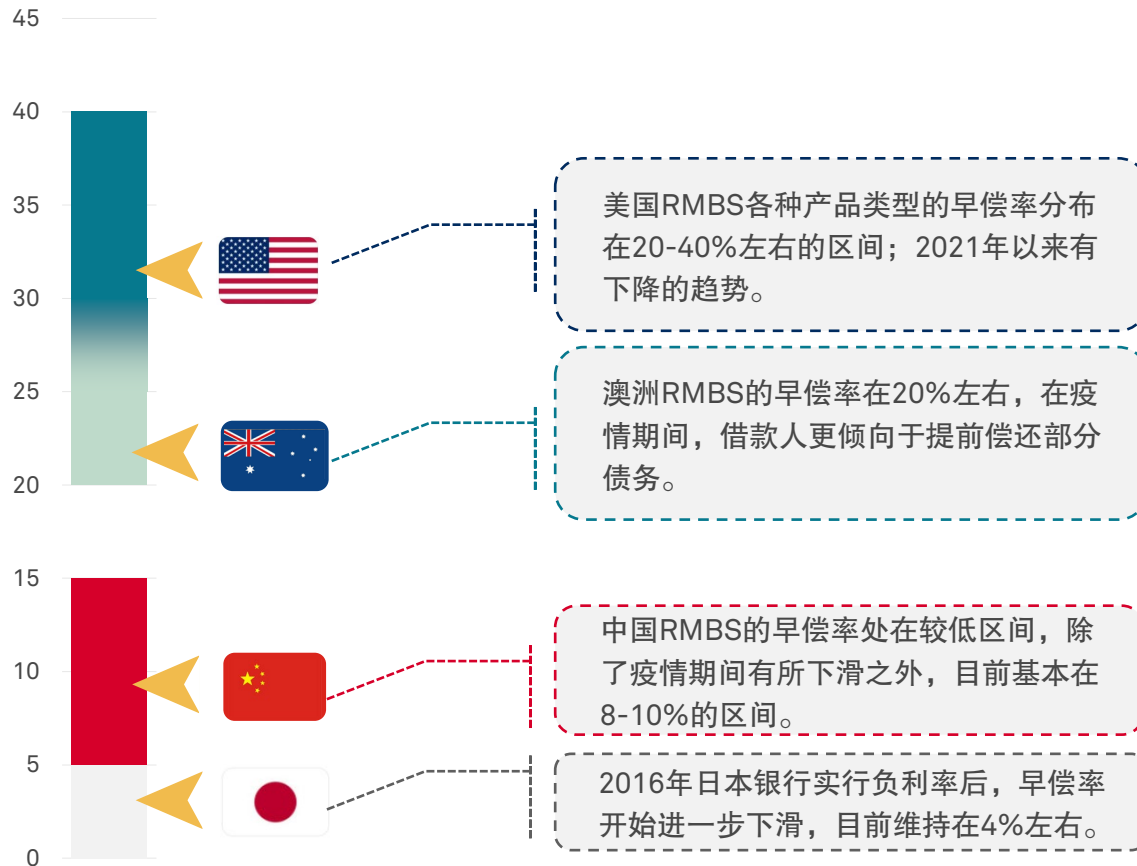 45
40
35
30
25
20
15
10
5
0
美国RMBS各种产品类型的早偿率分布
在20-40%左右的区间；2021年以来有
下降的趋势。
澳洲RMBS的早偿率在20%左右，在疫
情期间，借款人更倾向于提前偿还部分
债务。
中国RMBS的早偿率处在较低区间，除
了疫情期间有所下滑之外，目前基本在
8-10%的区间。
2016年日本银行实行负利率后，早偿率
开始进一步下滑，目前维持在4%左右。